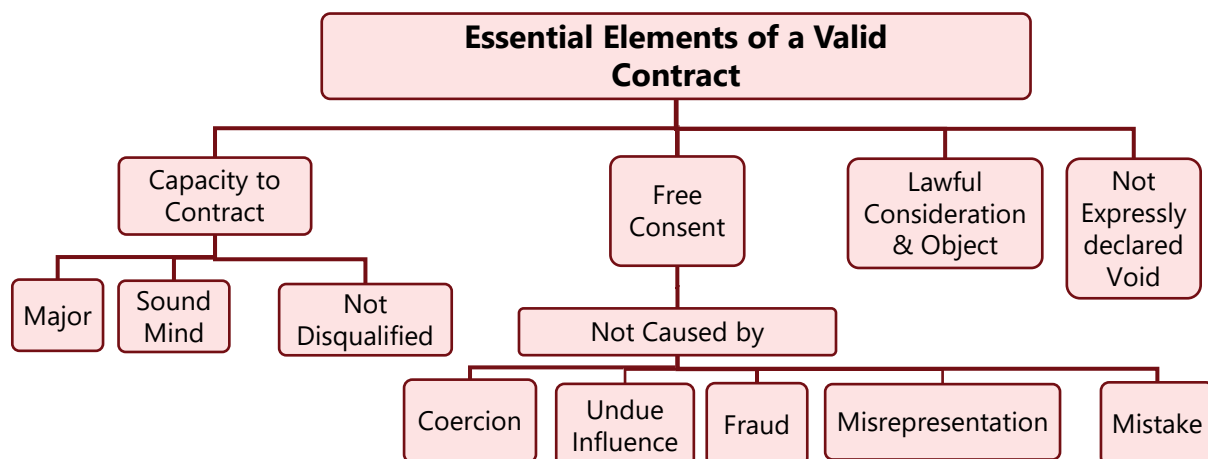 Essential Elements of a Valid
Contract
Capacity to
Contract
Free
Consent
Lawful
Consideration
& Object
Not
Expressly
declared
Void
Major
Sound
Mind
Not
Disqualified
Not Caused by
Coercion
Undue
Influence
Fraud
Misrepresentation
Mistake